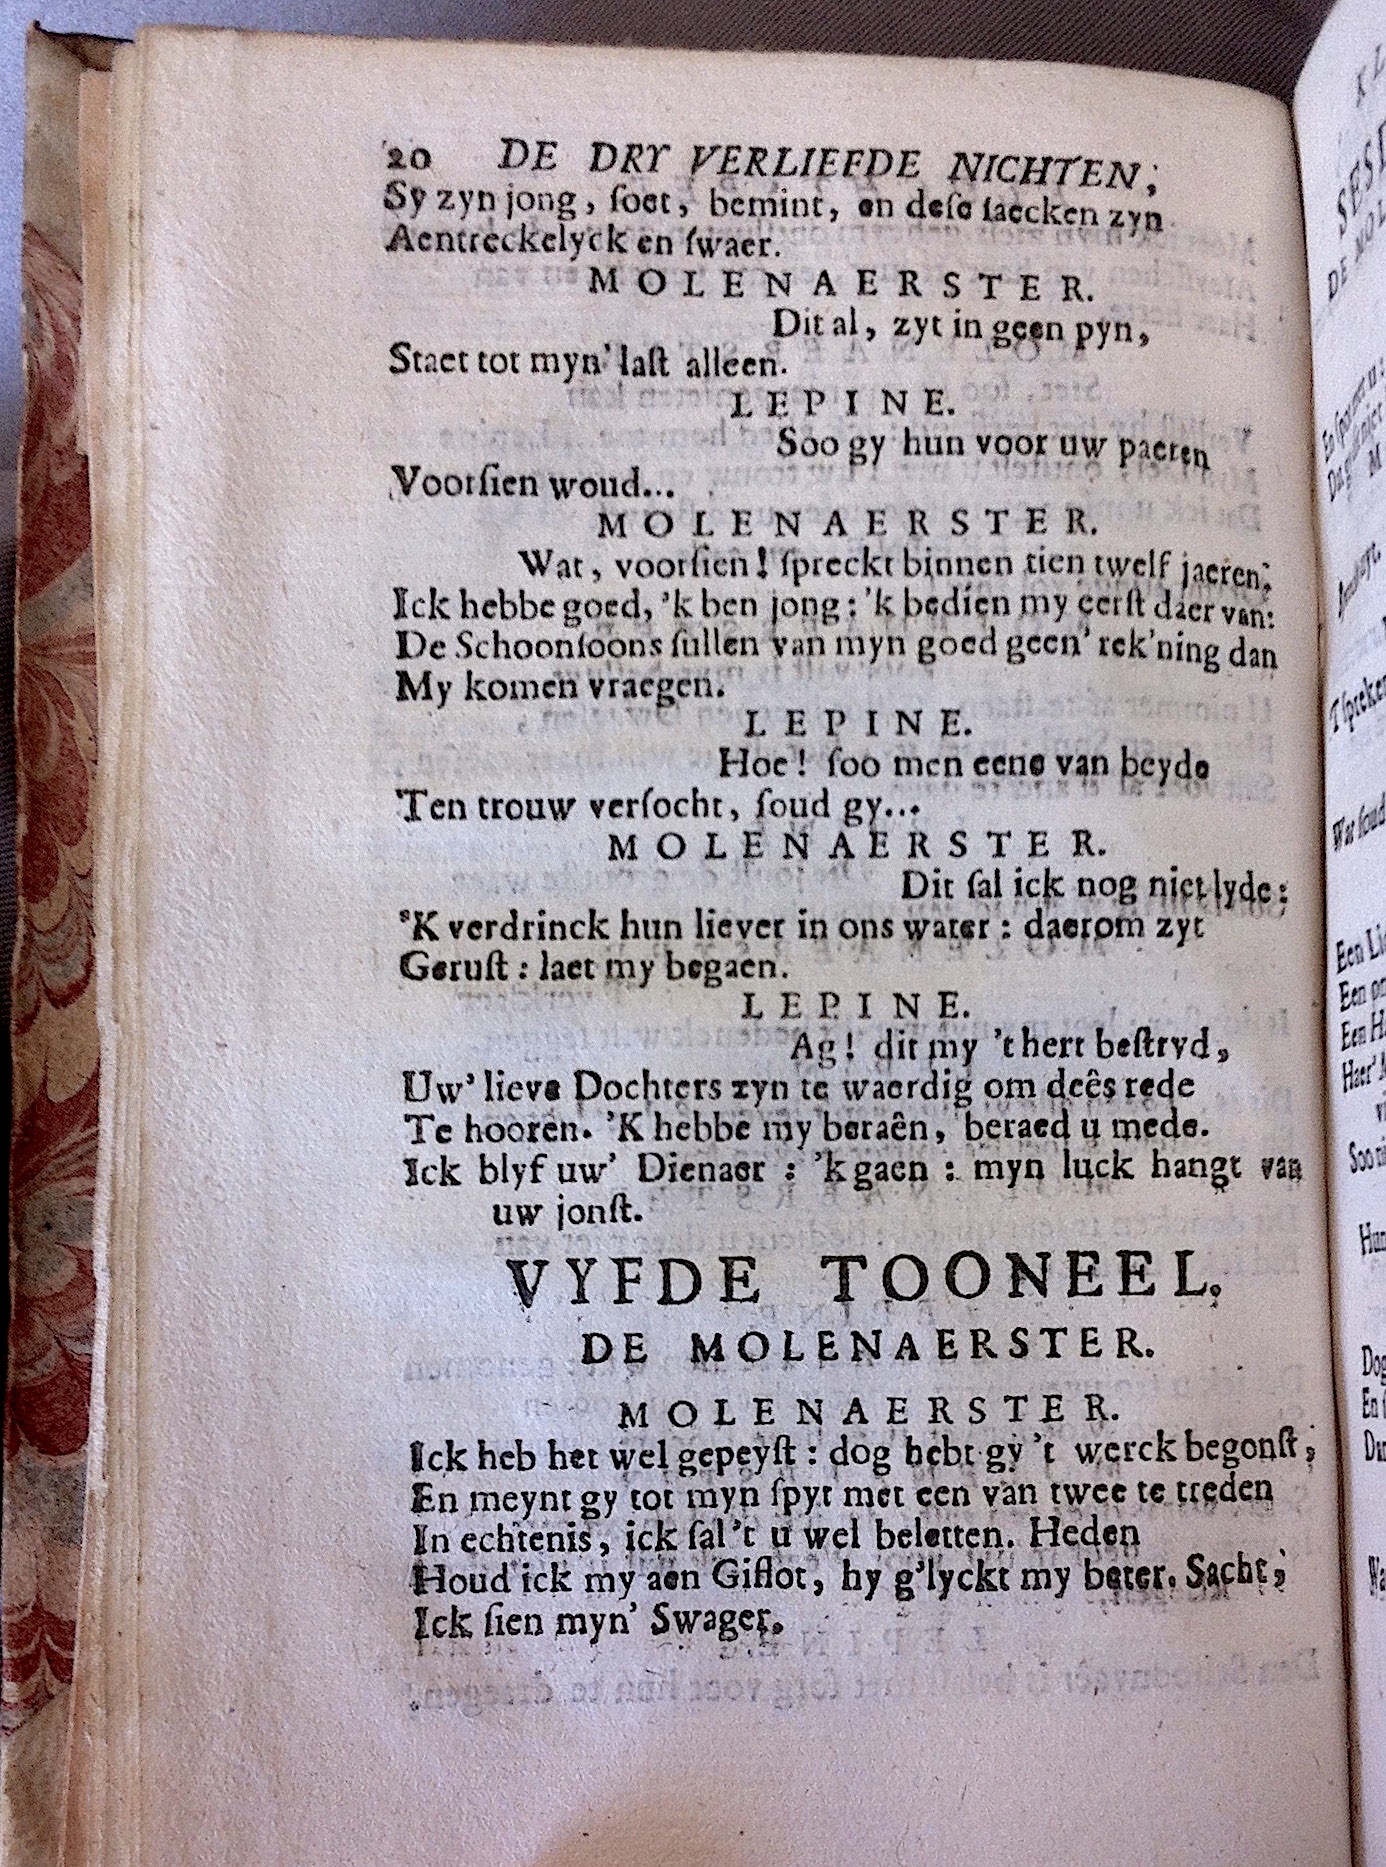 20 DE DRY VERLIEFDE NICHTEN,
Sy zyn jong, ſoet, bemint, en deſe ſaecken zyn
Aentreckelyck en ſwaer.
MOLENAERSTER.
Dit al, zyt in geen pyn,
Staet tot myn' laſt alleen.
LEPINE.
Soo gy hun voor uw paeren
Voorſien woud...
MOLENAERSTER.
Wat, voorſien! ſpreckt binnen tien twelf jaeren;
Ick hebbe goed, 'k ben jong: 'k bedien my eerſt daer van:
De Schoonſoons ſullen van myn goed geen' rek'ning dan
My komen vraegen.
LEPINE.
Hoe! ſoo men eene van beyde
Ten trouw verſocht, ſoud gy...
MOLENAERSTER.
Dit ſal ick nog niet lyde:
'K verdrinck hun liever in ons water: daerom zyt
Geruſt: laet my begaen.
LEPINE.
Ag! dit my 't hert beſtryd,
Uw' lieve Dochters zyn te waerdig om deês rede
Te hooren. 'K hebbe my beraên, beraed u mede.
Ick blyf uw' Dienaer: 'k gaen: myn luck hangt van
uw jonſt.
VYFDE TOONEEL.
DE MOLENAERSTER.
MOLENAERSTER.
Ick heb het wel gepeyſt: dog hebt gy 't werck begonſt,
En meynt gy tot myn ſpyt met een van twee te treden
In echtenis, ick ſal 't u wel beletten. Heden
Houd ick my aen Giflot, hy g'lyckt my beter. Sacht,
Ick ſien myn' Swager.